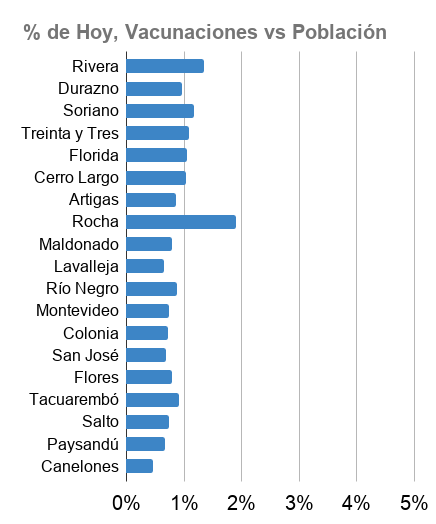 % de Hoy, Vacunaciones vs Población
Rivera
Durazno
Soriano
Treinta y Tres
Florida
Cerro Largo
Artigas
Rocha
Maldonado
Lavalleja
Río Negro
Montevideo
Colonia
San José
Flores
Tacuarembó
Salto
Paysandú
Canelones
0% 1% 2% 3% 4% 5%